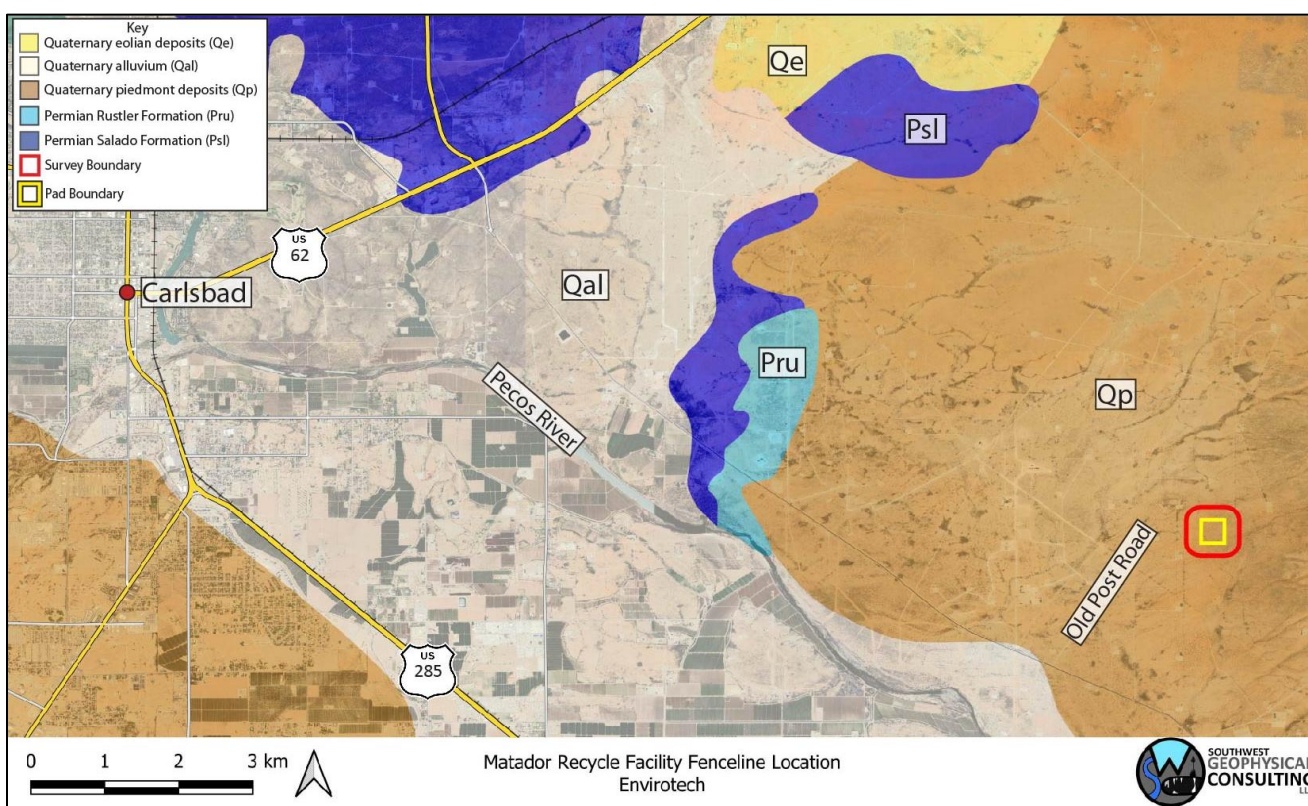 Key
Quaternary eolian deposits (Qe)
Quaternary alluvium (Qal)
Quaternary piedmont deposits (Qp)
Permian Rustler Formation (Pru)
Permian Salado Formation (Psl)
Survey Boundary
Pad Boundary
Qe
Psl
US
62
Carlsbad
Qal
Pru
Pecos River
Qp
Old Post Road
US
285
0 1 2 3 km
Matador Recycle Facility Fenceline Location
Envirotech
SOUTHWEST
GEOPHYSICAL
CONSULTING
LLC